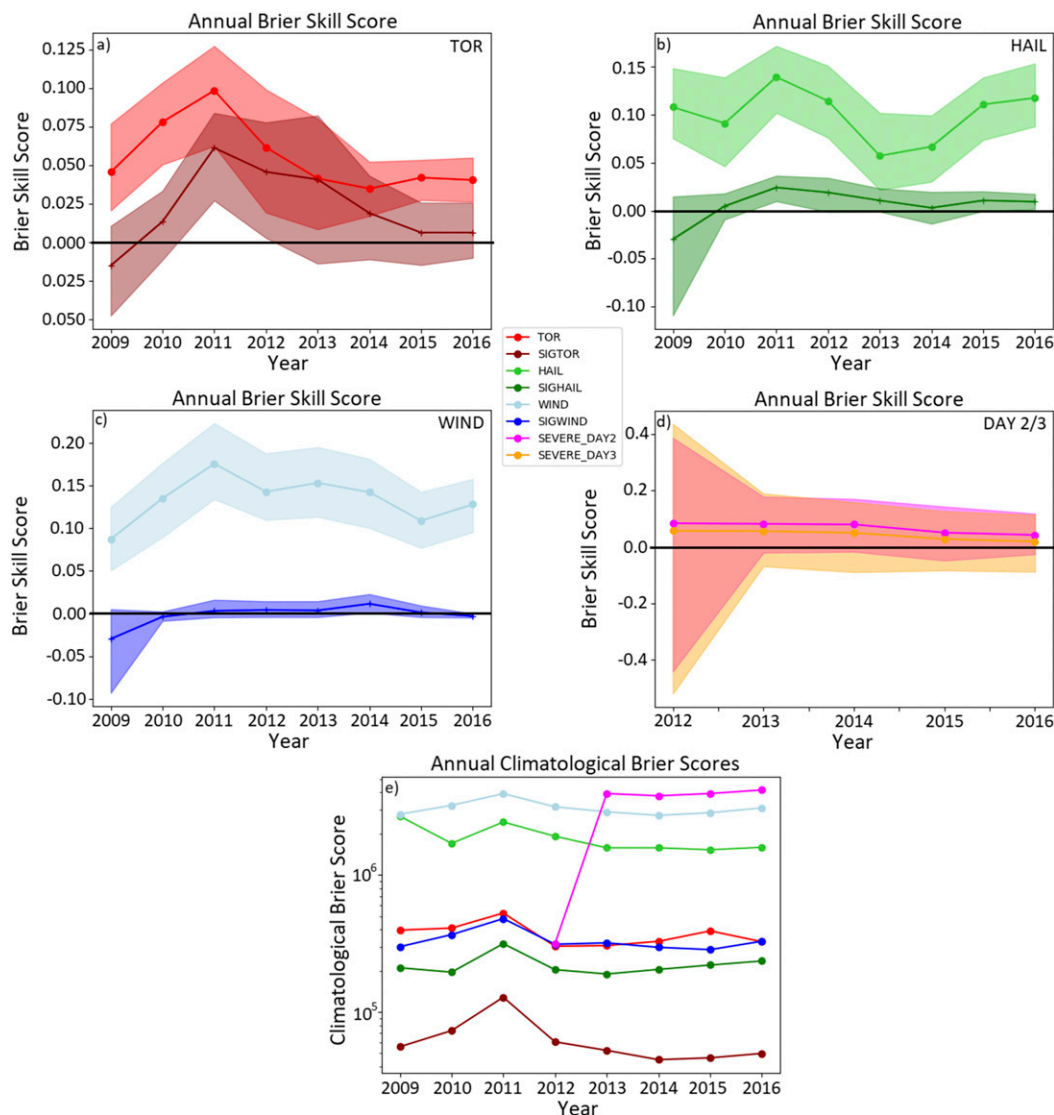 Annual Brier Skill Score
a)
TOR
0.125
0.100
0.075
0.050
0.025
0.000
0.025
0.050
Brier Skill Score
2009 2010 2011 2012 2013 2014 2015 2016
Year
Annual Brier Skill Score
b)
HAIL
0.15
0.10
0.05
0.00
-0.05
-0.10
Brier Skill Score
2009 2010 2011 2012 2013 2014 2015 2016
Year
TOR
SIGTOR
HAIL
SIGHAIL
WIND
SIGWIND
SEVERE_DAY2
SEVERE_DAY3
Annual Brier Skill Score
c)
WIND
0.20
0.15
0.10
0.05
0.00
-0.05
-0.10
Brier Skill Score
2009 2010 2011 2012 2013 2014 2015 2016
Year
Annual Brier Skill Score
d)
DAY 2/3
0.4
0.2
0.0
-0.2
-0.4
Brier Skill Score
2012 2013 2014 2015 2016
Year
Annual Climatological Brier Scores
e)
10⁶
10⁵
Climatological Brier Score
2009 2010 2011 2012 2013 2014 2015 2016
Year